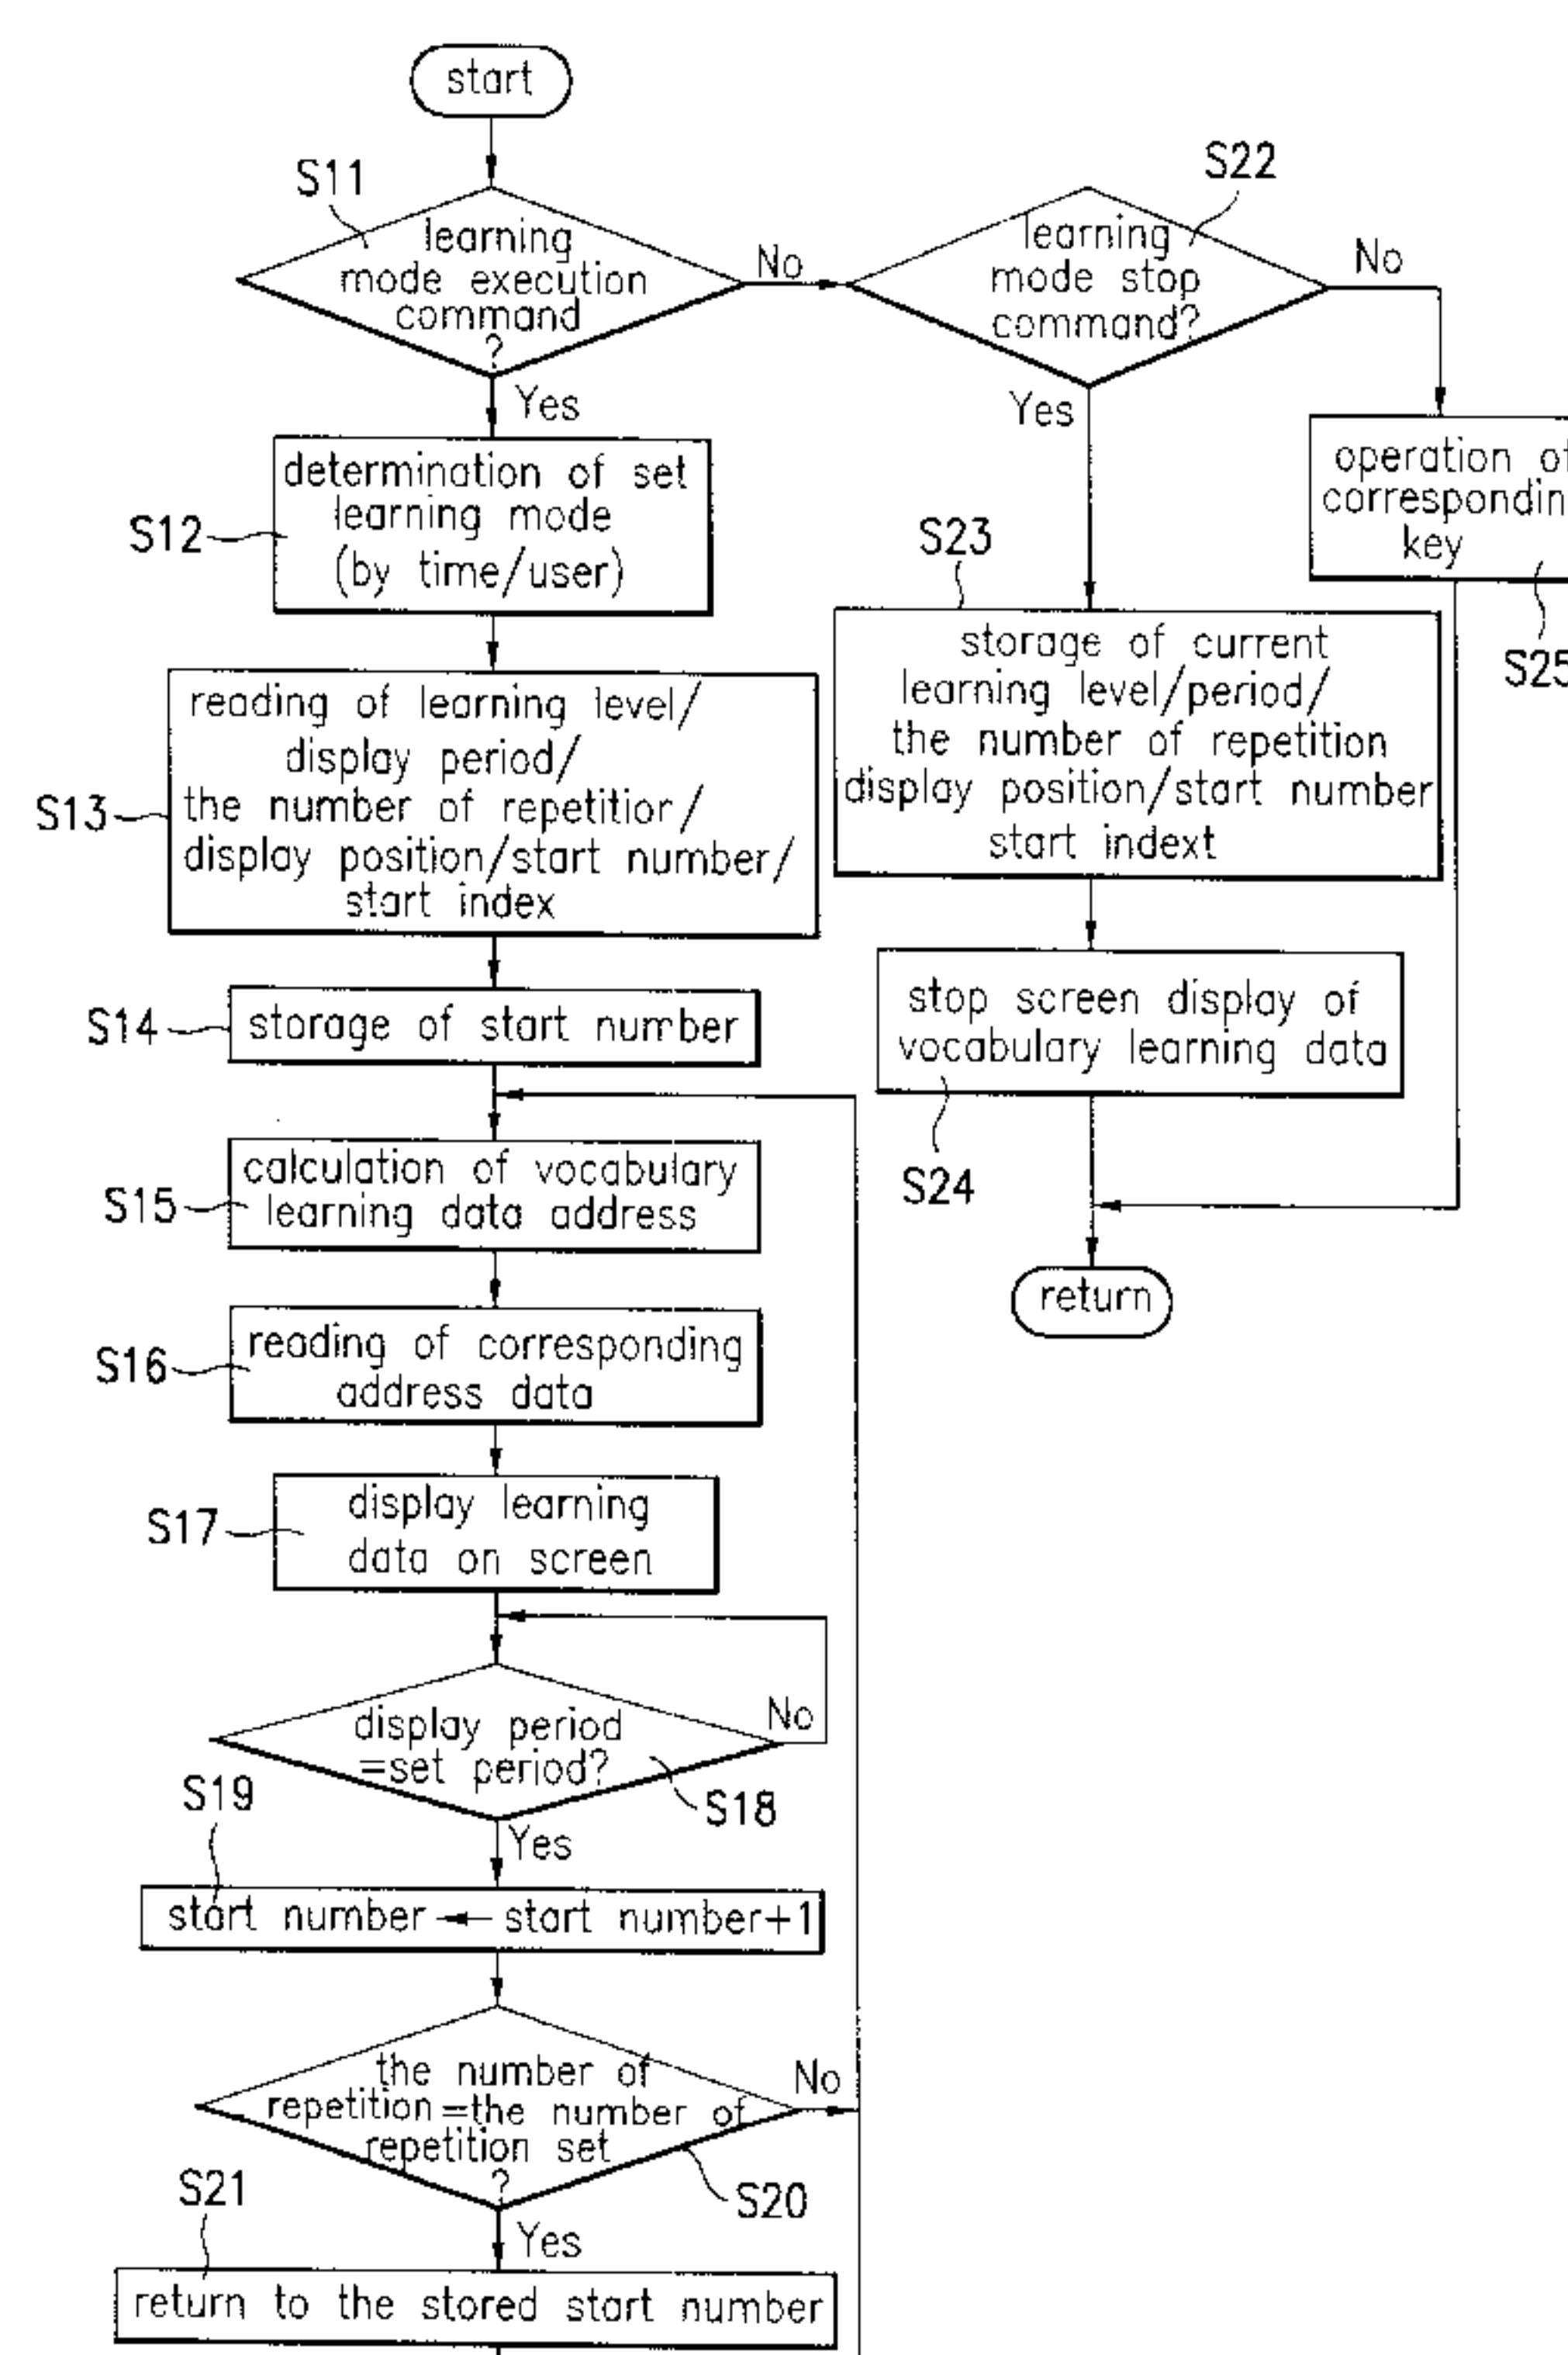 start
S11
learning
mode execution
command
?
No
Yes
S22
learning
mode stop
command?
No
Yes
S12
determination of set
learning mode
(by time/user)
operation of
correspondin
key
S25
S13
reading of learning level/
display period/
the number of repetitior/
display position/start number/
start index
S23
storage of current
learning level/period/
the number of repetition
display position/start number
start indext
S14
storage of start number
stop screen display of
vocabulary learning data
S24
S15
calculation of vocabulary
learning data address
return
S16
reading of corresponding
address data
S17
display learning
data on screen
display period
=set period?
No
S18
Yes
S19
start number ← start number+1
the number of
repetition=the number of
repetition set
?
No
S20
Yes
S21
return to the stored start number